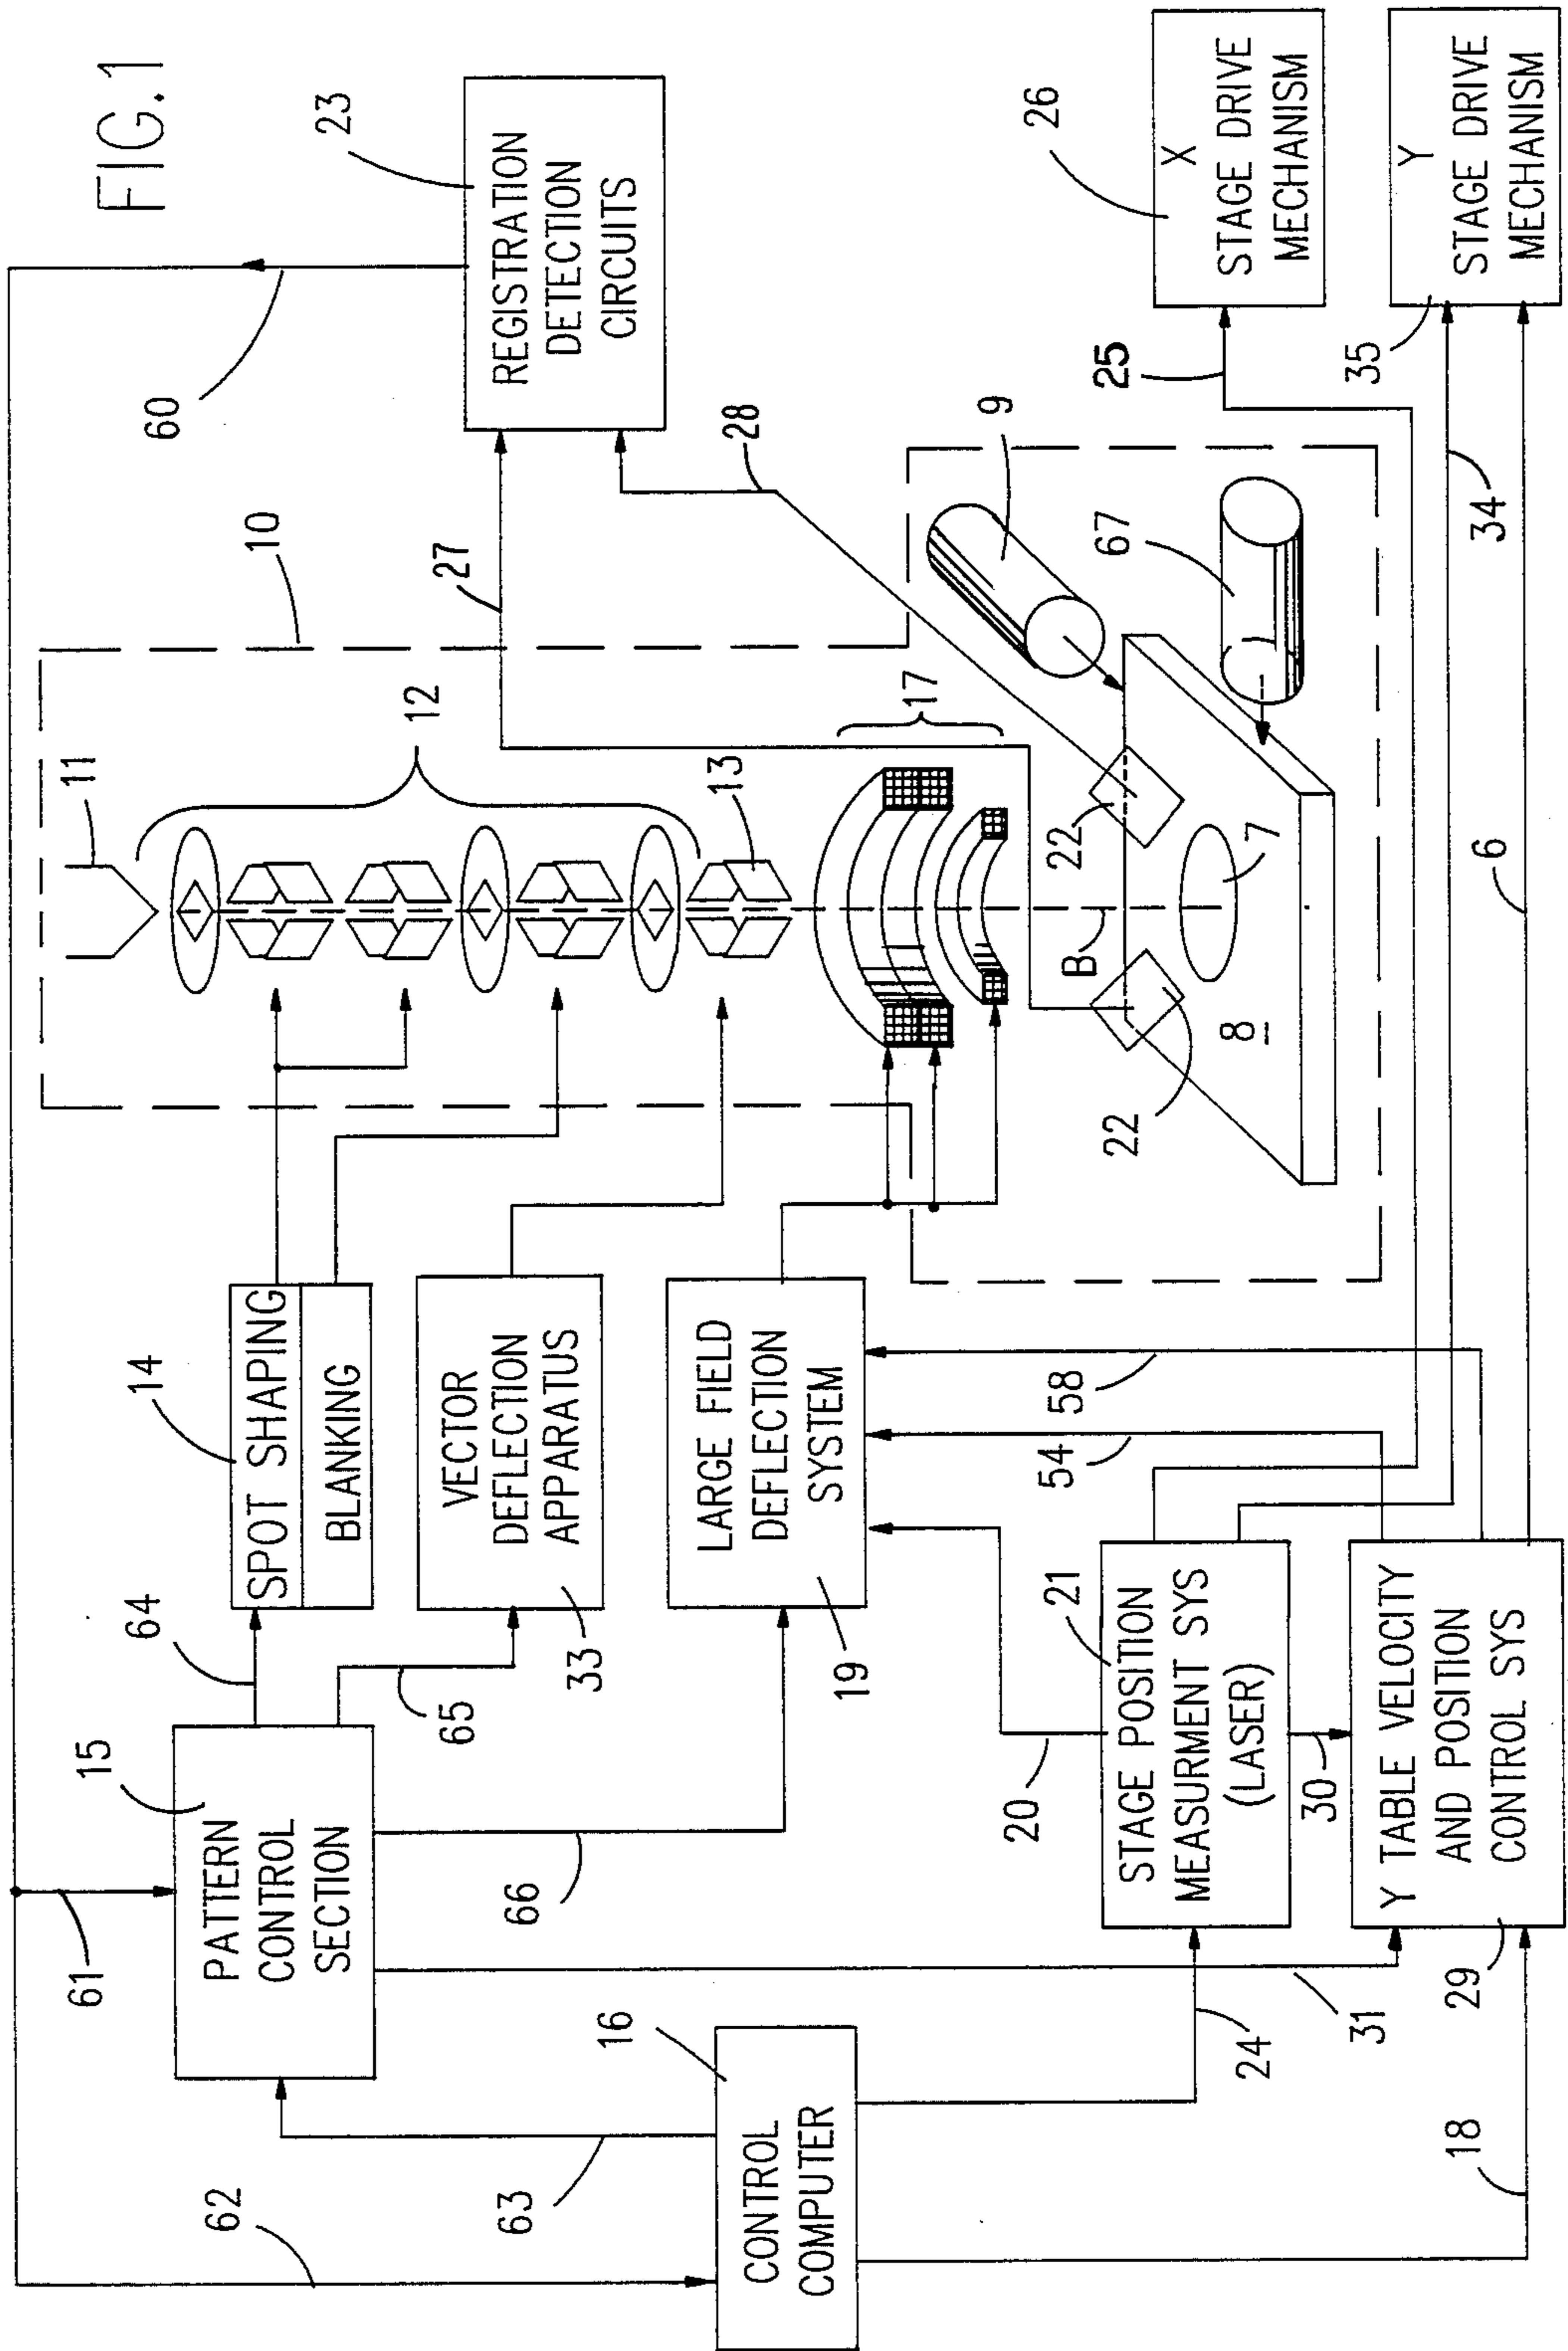 FIG.1
60
REGISTRATION
DETECTION
CIRCUITS
23
10
27
28
11
12
13
17
9
67
22
22
7
8
B
25
X
STAGE DRIVE
MECHANISM
26
Y
STAGE DRIVE
MECHANISM
35
34
6
14
SPOT SHAPING
BLANKING
VECTOR
DEFLECTION
APPARATUS
33
LARGE FIELD
DEFLECTION
SYSTEM
19
58
54
64
65
66
61
15
PATTERN
CONTROL
SECTION
20
21
STAGE POSITION
MEASURMENT SYS
(LASER)
30
Y TABLE VELOCITY
AND POSITION
CONTROL SYS
29
31
24
18
62
63
16
CONTROL
COMPUTER